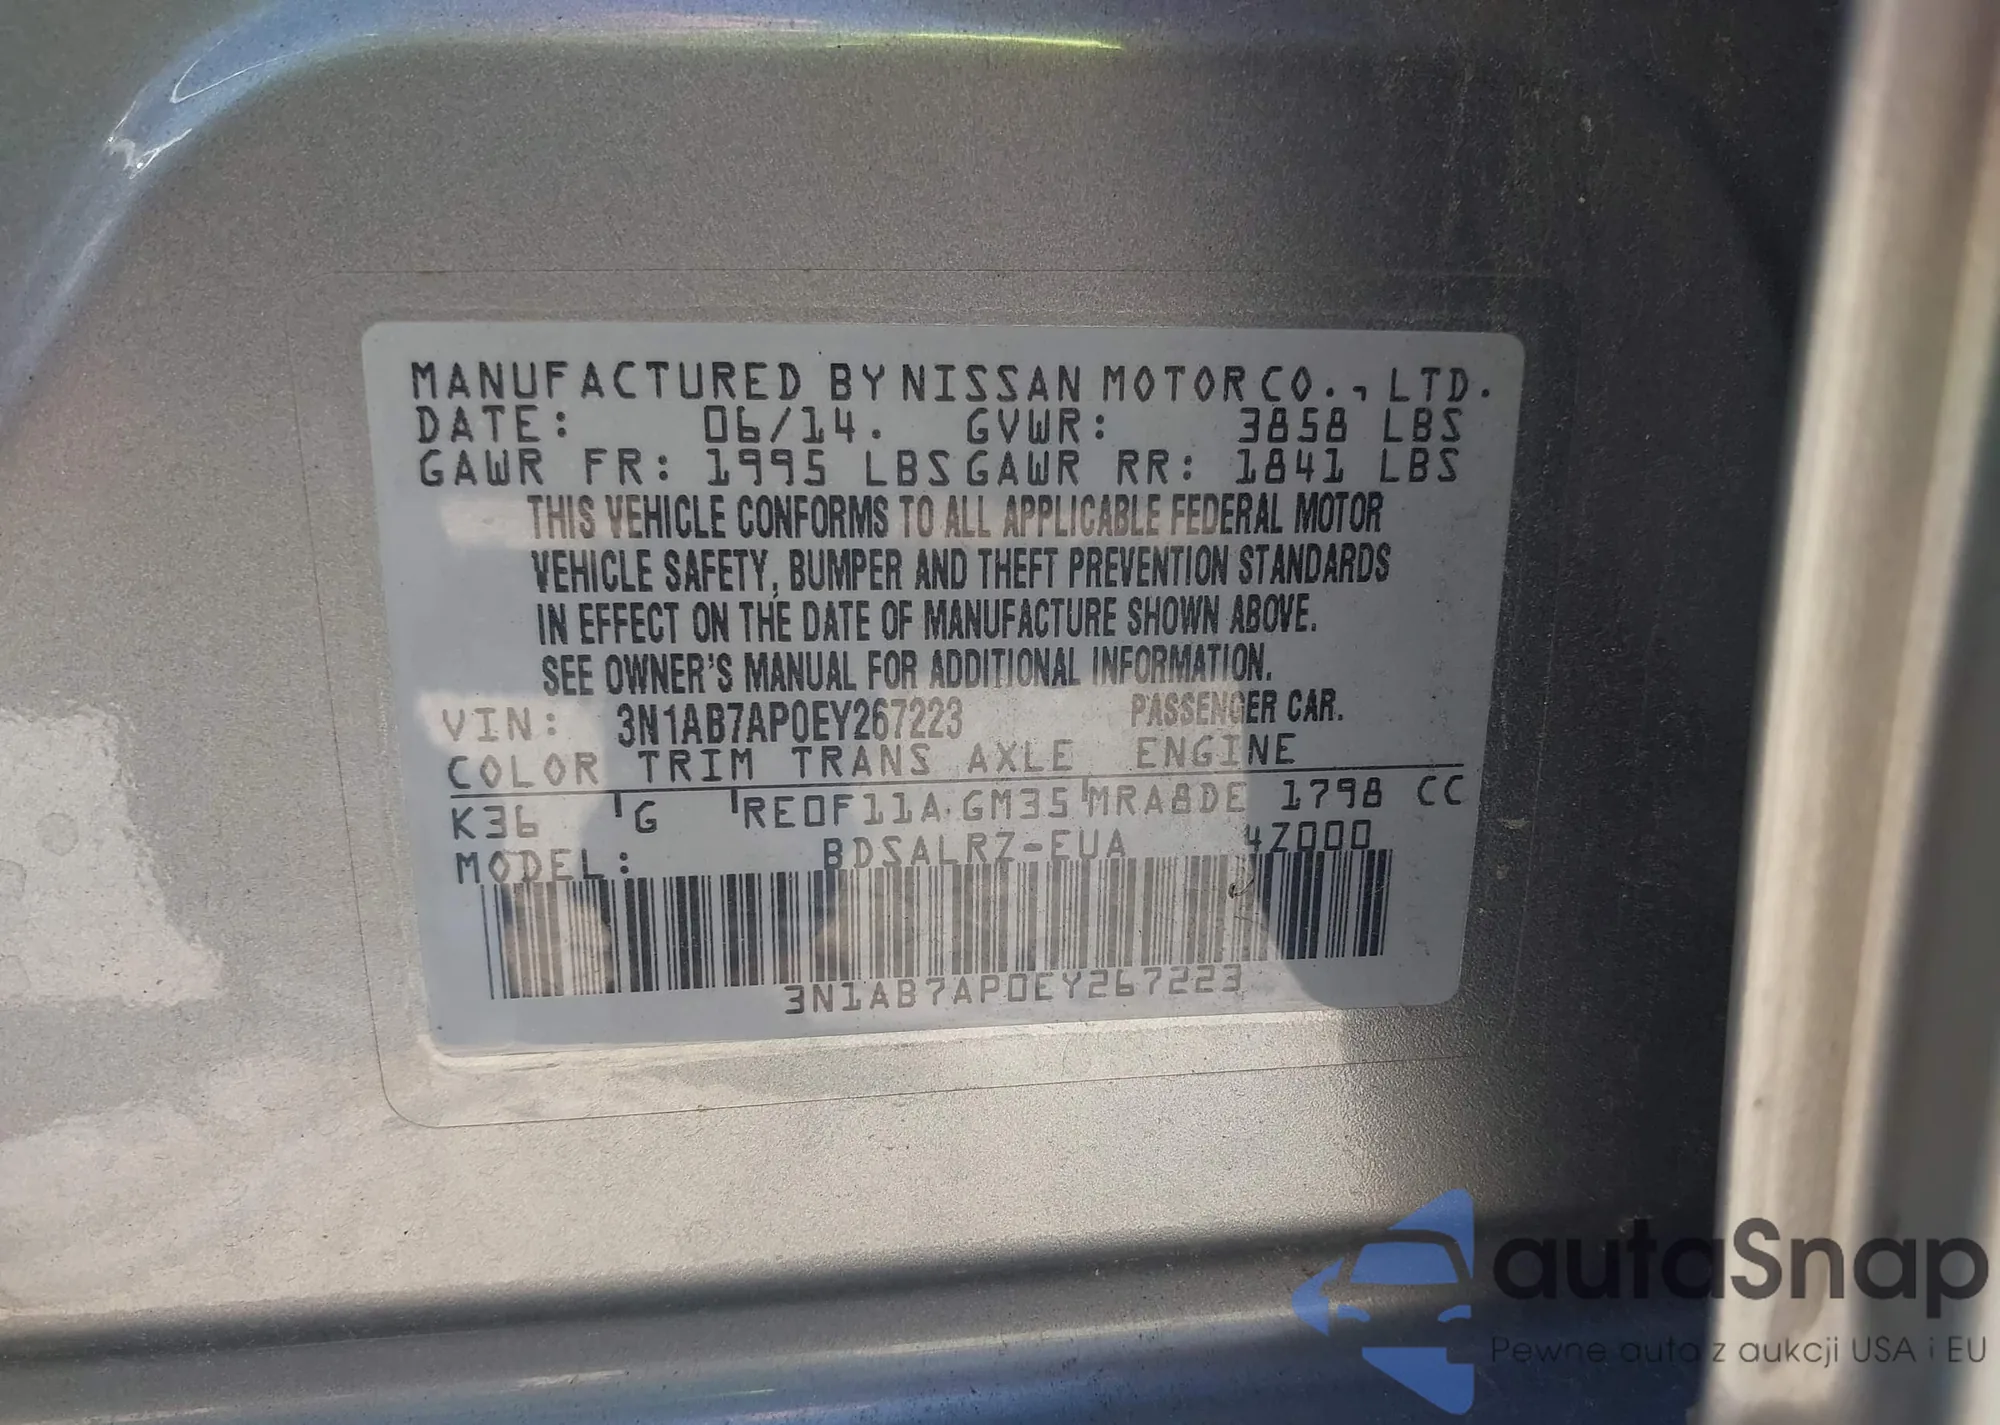 MANUFACTURED BY NISSAN MOTOR CO., LTD.
DATE: 06/14. GVWR: 3858 LBS
GAWR FR: 1995 LBS GAWR RR: 1841 LBS
THIS VEHICLE CONFORMS TO ALL APPLICABLE FEDERAL MOTOR
VEHICLE SAFETY, BUMPER AND THEFT PREVENTION STANDARDS
IN EFFECT ON THE DATE OF MANUFACTURE SHOWN ABOVE.
SEE OWNER'S MANUAL FOR ADDITIONAL INFORMATION.
VIN: 3N1AB7AP0EY267223 PASSENGER CAR.
COLOR TRIM TRANS AXLE ENGINE
K36 G RE0F11A GM35 MRA8DE 1798 CC
MODEL: BDSALRZ-EUA 4Z000
3N1AB7AP0EY267223
autaSnap
Pewne auta z aukcji USA i EU